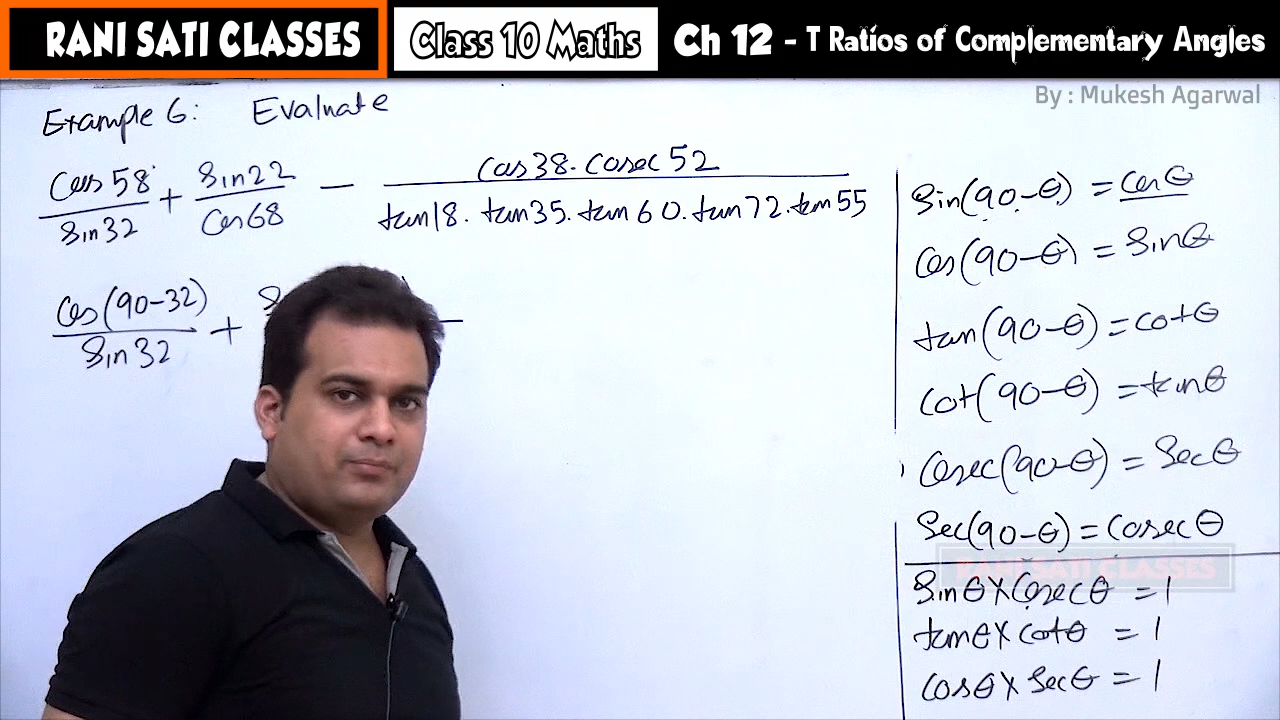 RANI SATI CLASSES Class 10 Maths Ch 12 - T Ratios of Complementary Angles
By : Mukesh Agarwal
Example 6: Evaluate
cos 58 / sin 32 + sin 22 / cos 68 - cos 38 . cosec 52 / tan 18 . tan 35 . tan 60 . tan 72 . tan 55
cos (90-32) / sin 32 +
sin (90-θ) = cos θ
cos (90-θ) = sin θ
tan (90-θ) = cot θ
cot (90-θ) = tan θ
cosec (90-θ) = sec θ
sec (90-θ) = cosec θ
RANI SATI CLASSES
sin θ × cosec θ = 1
tan θ × cot θ = 1
cos θ × sec θ = 1